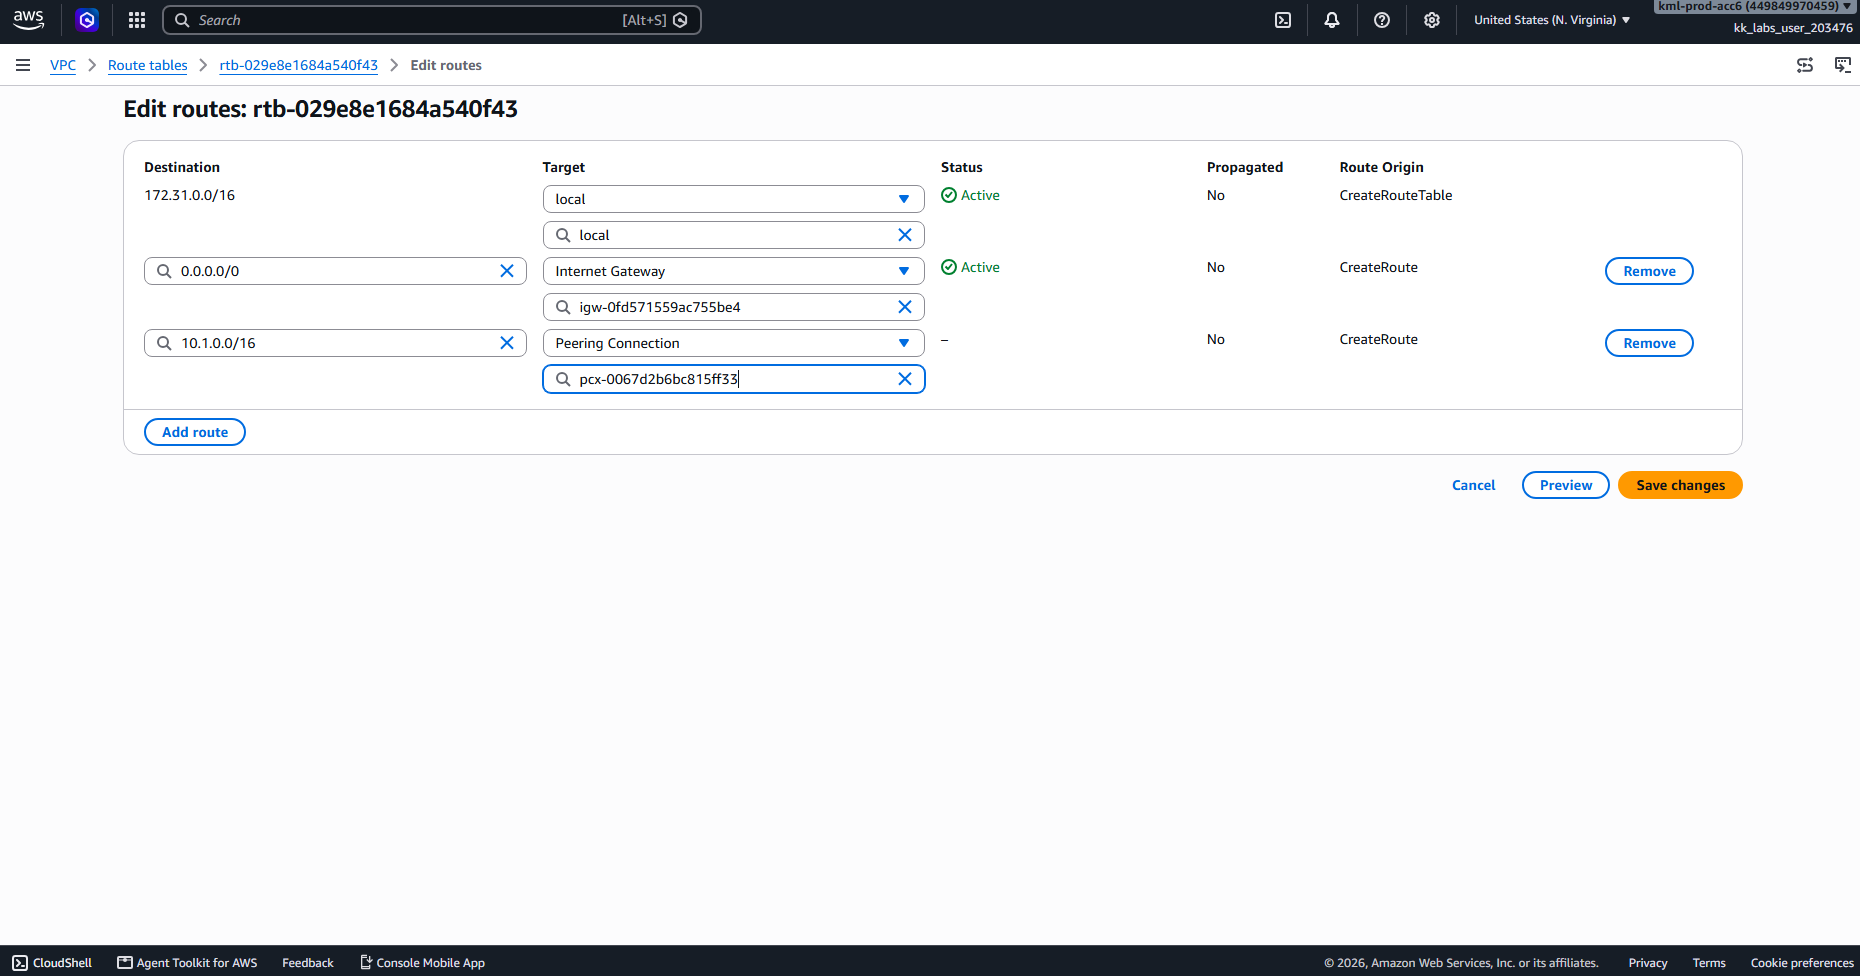 aws
Search [Alt+S]
United States (N. Virginia)
kml-prod-acc6 (449849970459)
kk_labs_user_203476
VPC
Route tables
rtb-029e8e1684a540f43
Edit routes
Edit routes: rtb-029e8e1684a540f43
Destination Target Status Propagated Route Origin
172.31.0.0/16 local Active No CreateRouteTable
local
0.0.0.0/0 Internet Gateway Active No CreateRoute Remove
igw-0fd571559ac755be4
10.1.0.0/16 Peering Connection – No CreateRoute Remove
pcx-0067d2b6bc815ff33
Add route
Cancel Preview Save changes
CloudShell Agent Toolkit for AWS Feedback Console Mobile App © 2026, Amazon Web Services, Inc. or its affiliates. Privacy Terms Cookie preferences